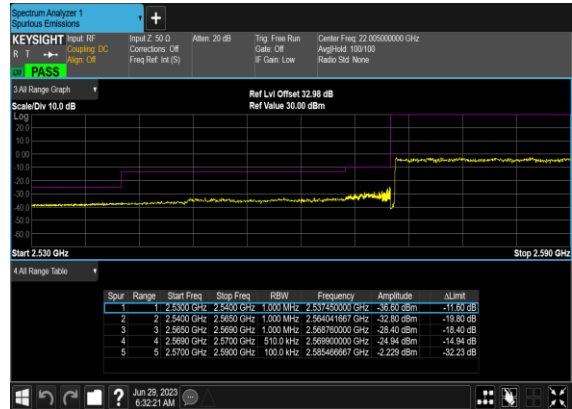 Spectrum Analyzer 1
Spurious Emissions
KEYSIGHT
R T
LW PASS
Input: RF
Coupling: DC
Align: Off
Input Z: 50 Ω
Corrections: Off
Freq Ref: Int (S)
Atten: 20 dB
Trig: Free Run
Gate: Off
IF Gain: Low
Center Freq: 22.005000000 GHz
Avg|Hold: 100/100
Radio Std: None
3 All Range Graph
Scale/Div 10.0 dB
Ref Lvl Offset 32.98 dB
Ref Value 30.00 dBm
Log
20.0
10.0
0.00
-10.0
-20.0
-30.0
-40.0
-50.0
-60.0
Start 2.530 GHz
Stop 2.590 GHz
4 All Range Table
Spur Range Start Freq Stop Freq RBW Frequency Amplitude ΔLimit
1 1 2.5300 GHz 2.5400 GHz 1.000 MHz 2.537450000 GHz -36.60 dBm -11.60 dB
2 2 2.5400 GHz 2.5650 GHz 1.000 MHz 2.564041667 GHz -32.80 dBm -19.80 dB
3 3 2.5650 GHz 2.5690 GHz 1.000 MHz 2.568760000 GHz -28.40 dBm -18.40 dB
4 4 2.5690 GHz 2.5700 GHz 510.0 kHz 2.569900000 GHz -24.94 dBm -14.94 dB
5 5 2.5700 GHz 2.5900 GHz 100.0 kHz 2.585466667 GHz -2.229 dBm -32.23 dB
Jun 29, 2023
6:32:21 AM